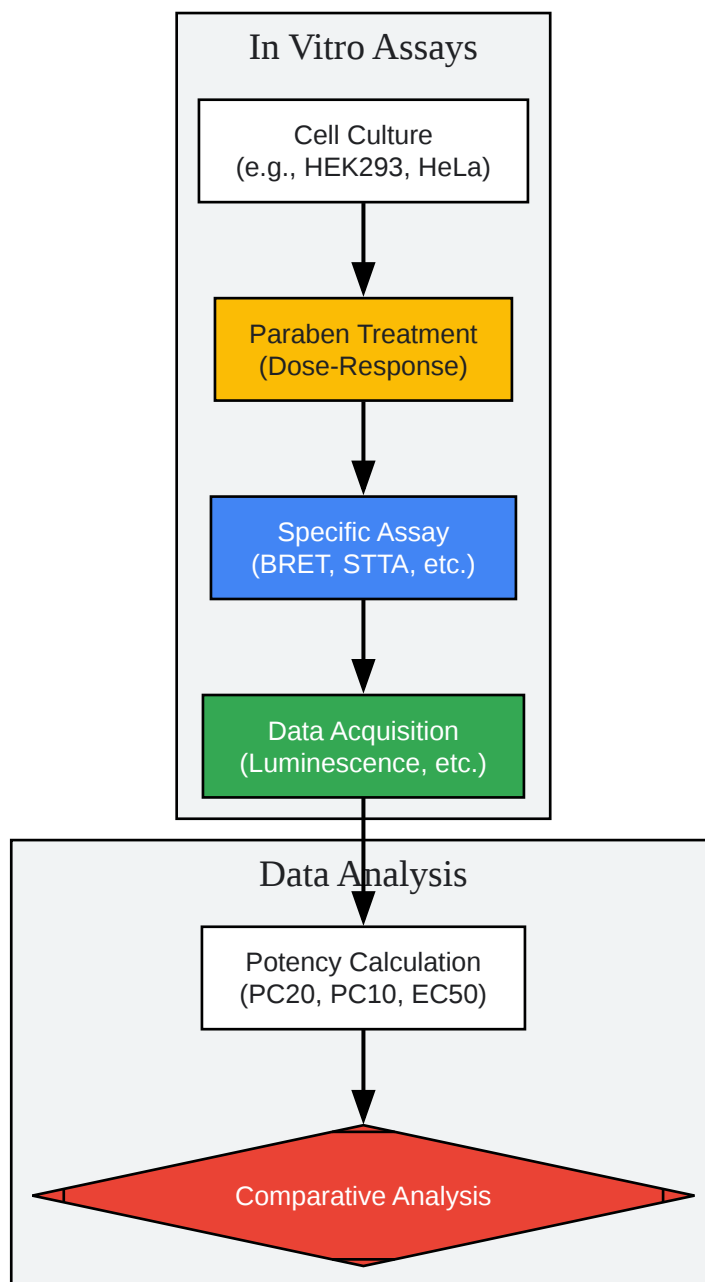 In Vitro Assays
Cell Culture
(e.g., HEK293, HeLa)
Paraben Treatment
(Dose-Response)
Specific Assay
(BRET, STTA, etc.)
Data Acquisition
(Luminescence, etc.)
Data Analysis
Potency Calculation
(PC20, PC10, EC50)
Comparative Analysis